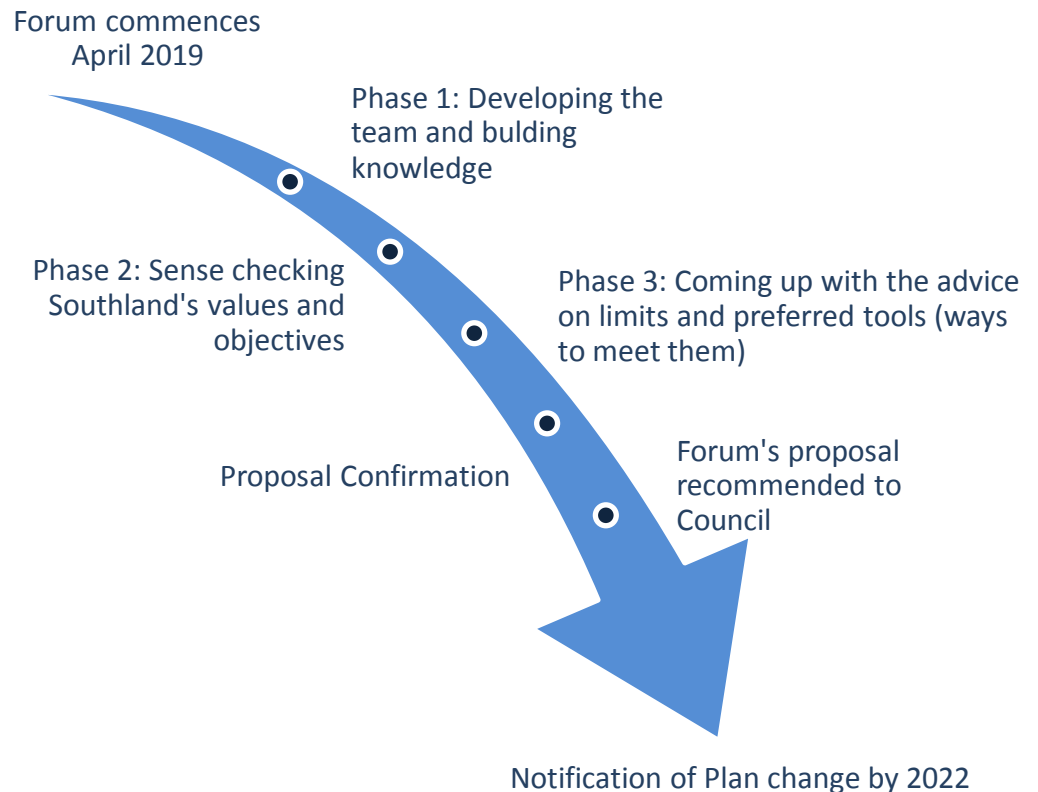 Forum commences
April 2019
Phase 1: Developing the
team and bulding
knowledge
Phase 2: Sense checking
Southland's values and
objectives
Phase 3: Coming up with the advice
on limits and preferred tools (ways
to meet them)
Proposal Confirmation
Forum's proposal
recommended to
Council
Notification of Plan change by 2022